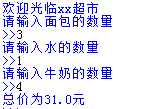 欢迎光临xx超市
请输入面包的数量
>>3
请输入水的数量
>>1
请输入牛奶的数量
>>4
总价为31.0元